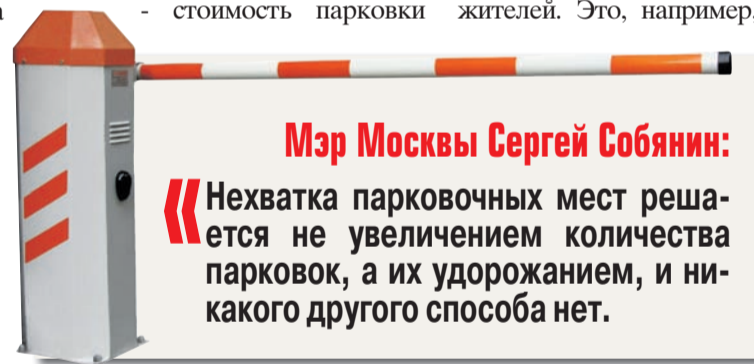 - стоимость парковки жителей. Это, например,
Мэр Москвы Сергей Собянин:
«Нехватка парковочных мест реша-
ется не увеличением количества
парковок, а их удорожанием, и ни-
какого другого способа нет.